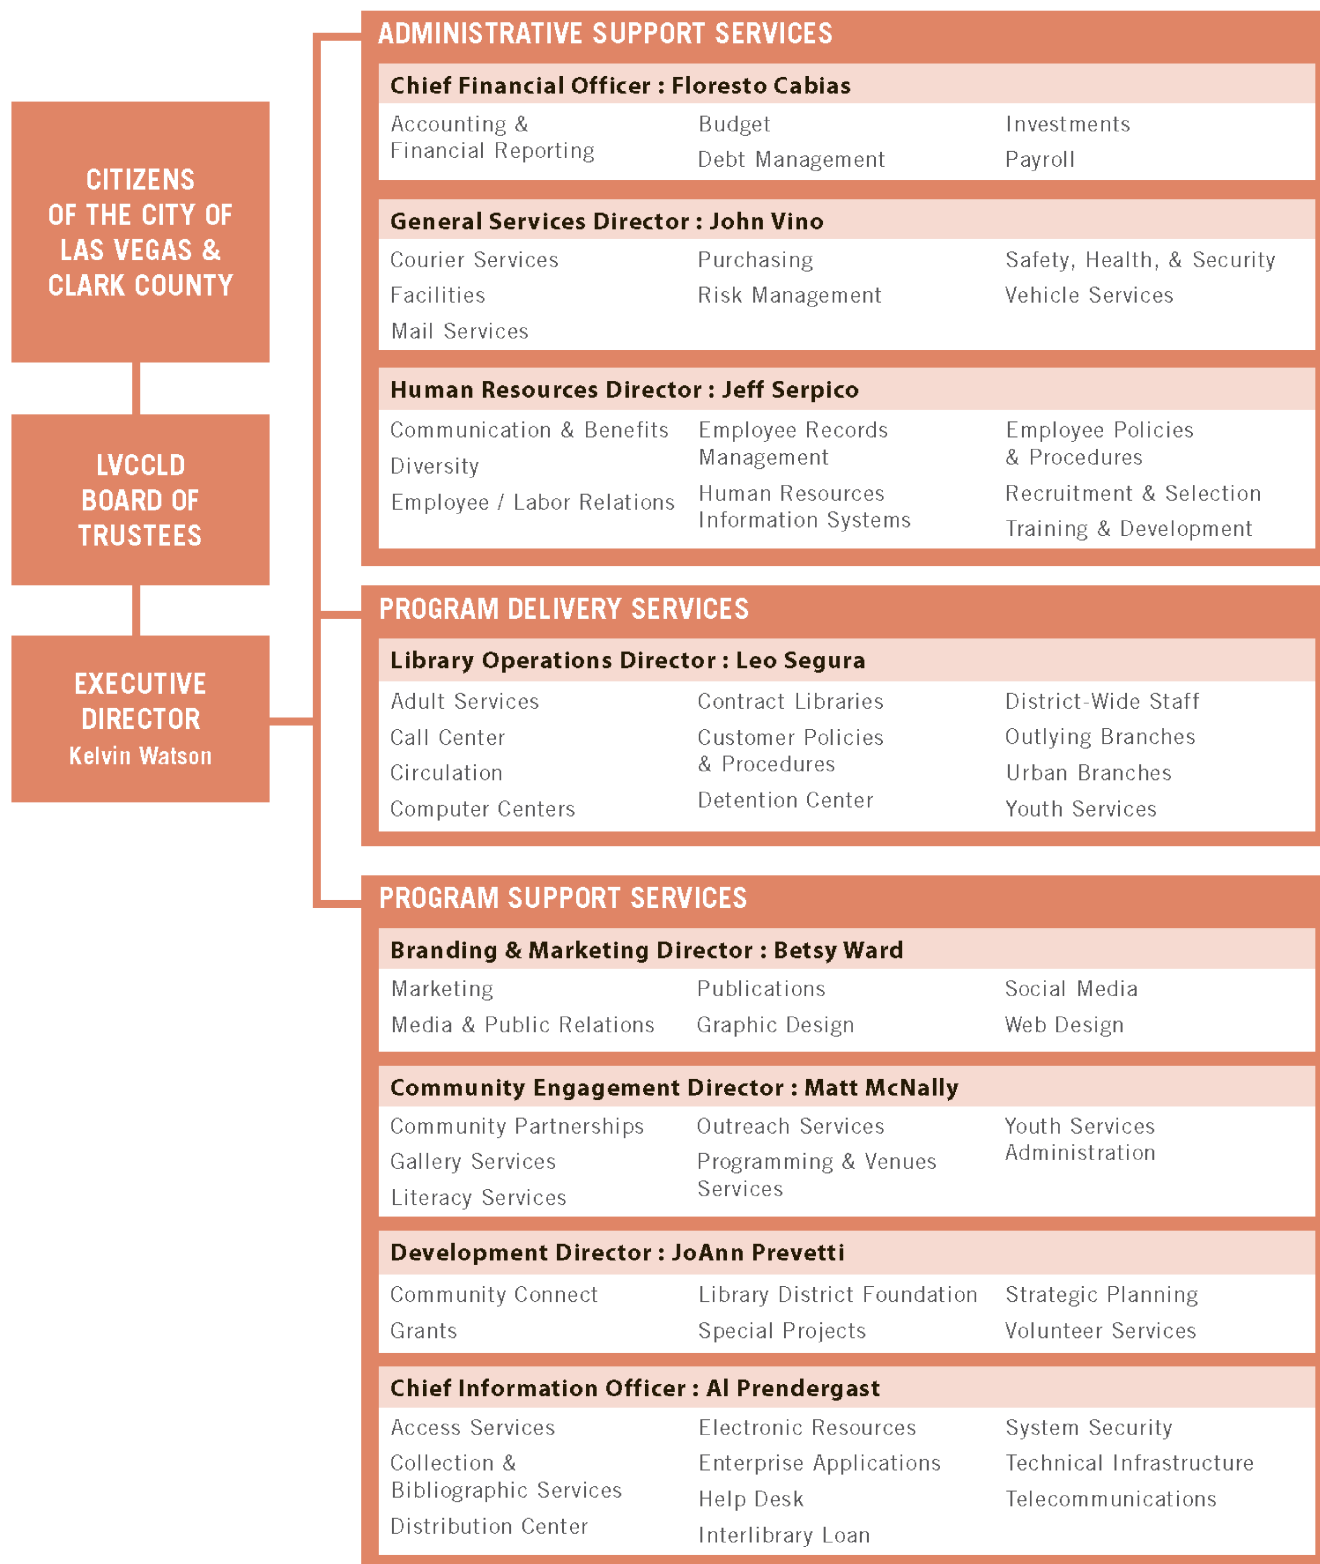 CITIZENS
OF THE CITY OF
LAS VEGAS &
CLARK COUNTY
LVCCLD
BOARD OF
TRUSTEES
EXECUTIVE
DIRECTOR
Kelvin Watson
ADMINISTRATIVE SUPPORT SERVICES
Chief Financial Officer : Floresto Cabias
Accounting &
Financial Reporting
Budget
Debt Management
Investments
Payroll
General Services Director : John Vino
Courier Services
Facilities
Mail Services
Purchasing
Risk Management
Safety, Health, & Security
Vehicle Services
Human Resources Director : Jeff Serpico
Communication & Benefits
Diversity
Employee / Labor Relations
Employee Records
Management
Human Resources
Information Systems
Employee Policies
& Procedures
Recruitment & Selection
Training & Development
PROGRAM DELIVERY SERVICES
Library Operations Director : Leo Segura
Adult Services
Call Center
Circulation
Computer Centers
Contract Libraries
Customer Policies
& Procedures
Detention Center
District-Wide Staff
Outlying Branches
Urban Branches
Youth Services
PROGRAM SUPPORT SERVICES
Branding & Marketing Director : Betsy Ward
Marketing
Media & Public Relations
Publications
Graphic Design
Social Media
Web Design
Community Engagement Director : Matt McNally
Community Partnerships
Gallery Services
Literacy Services
Outreach Services
Programming & Venues
Services
Youth Services
Administration
Development Director : JoAnn Prevetti
Community Connect
Grants
Library District Foundation
Special Projects
Strategic Planning
Volunteer Services
Chief Information Officer : Al Prendergast
Access Services
Collection &
Bibliographic Services
Distribution Center
Electronic Resources
Enterprise Applications
Help Desk
Interlibrary Loan
System Security
Technical Infrastructure
Telecommunications